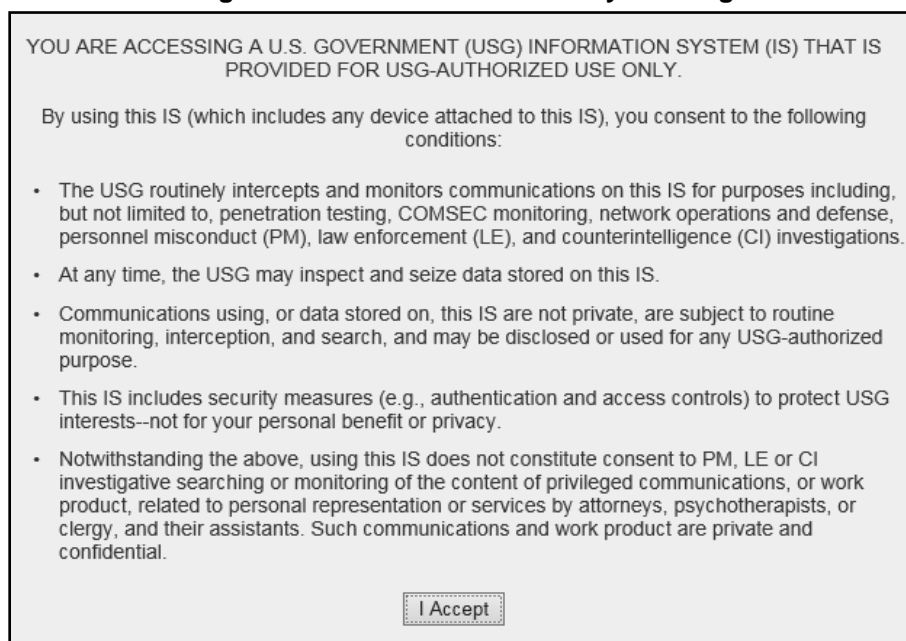 YOU ARE ACCESSING A U.S. GOVERNMENT (USG) INFORMATION SYSTEM (IS) THAT IS
PROVIDED FOR USG-AUTHORIZED USE ONLY.
By using this IS (which includes any device attached to this IS), you consent to the following
conditions:
• The USG routinely intercepts and monitors communications on this IS for purposes including,
but not limited to, penetration testing, COMSEC monitoring, network operations and defense,
personnel misconduct (PM), law enforcement (LE), and counterintelligence (CI) investigations.
• At any time, the USG may inspect and seize data stored on this IS.
• Communications using, or data stored on, this IS are not private, are subject to routine
monitoring, interception, and search, and may be disclosed or used for any USG-authorized
purpose.
• This IS includes security measures (e.g., authentication and access controls) to protect USG
interests--not for your personal benefit or privacy.
• Notwithstanding the above, using this IS does not constitute consent to PM, LE or CI
investigative searching or monitoring of the content of privileged communications, or work
product, related to personal representation or services by attorneys, psychotherapists, or
clergy, and their assistants. Such communications and work product are private and
confidential.
I Accept